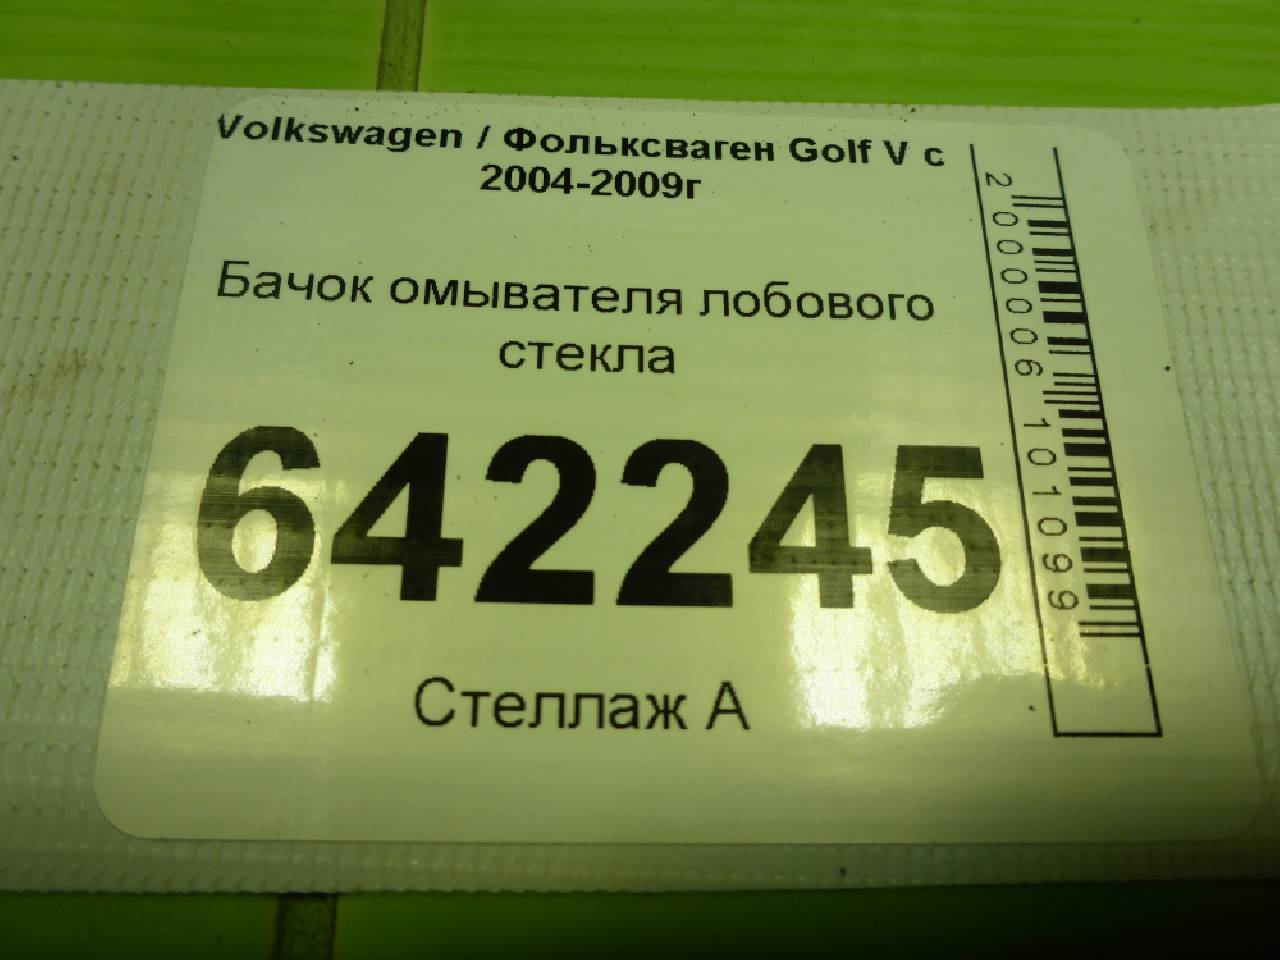 Volkswagen / Фольксваген Golf V с
2004-2009г
Бачок омывателя лобового
стекла
642245
Стеллаж А
2000006101099